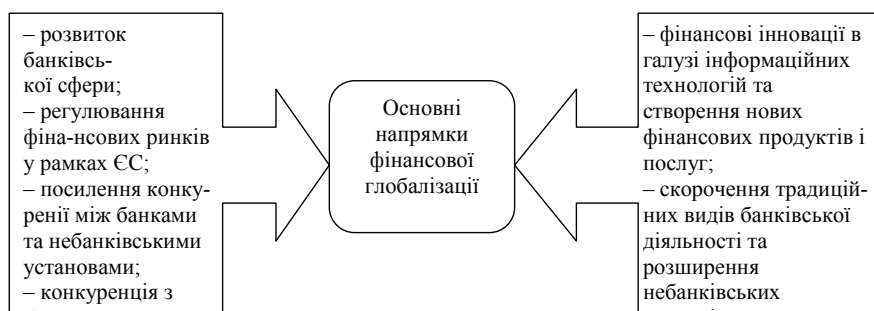 – розвиток
банківсь-
кої сфери;
– регулювання
фіна-нсових ринків
у рамках ЄС;
– посилення конку-
ренії між банками
та небанківськими
установами;
– конкуренція з
Основні
напрямки
фінансової
глобалізації
– фінансові інновації в
галузі інформаційних
технологій та
створення нових
фінансових продуктів і
послуг;
– скорочення традицій-
них видів банківської
діяльності та
розширення
небанківських